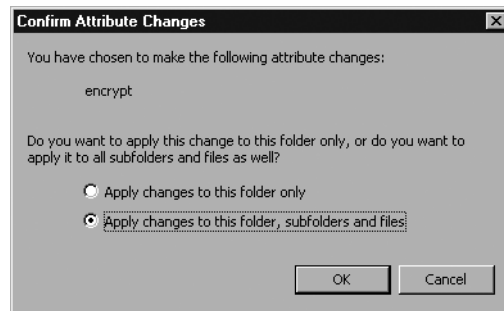 Confirm Attribute Changes
You have chosen to make the following attribute changes:
encrypt
Do you want to apply this change to this folder only, or do you want to
apply it to all subfolders and files as well?
Apply changes to this folder only
Apply changes to this folder, subfolders and files
OK Cancel